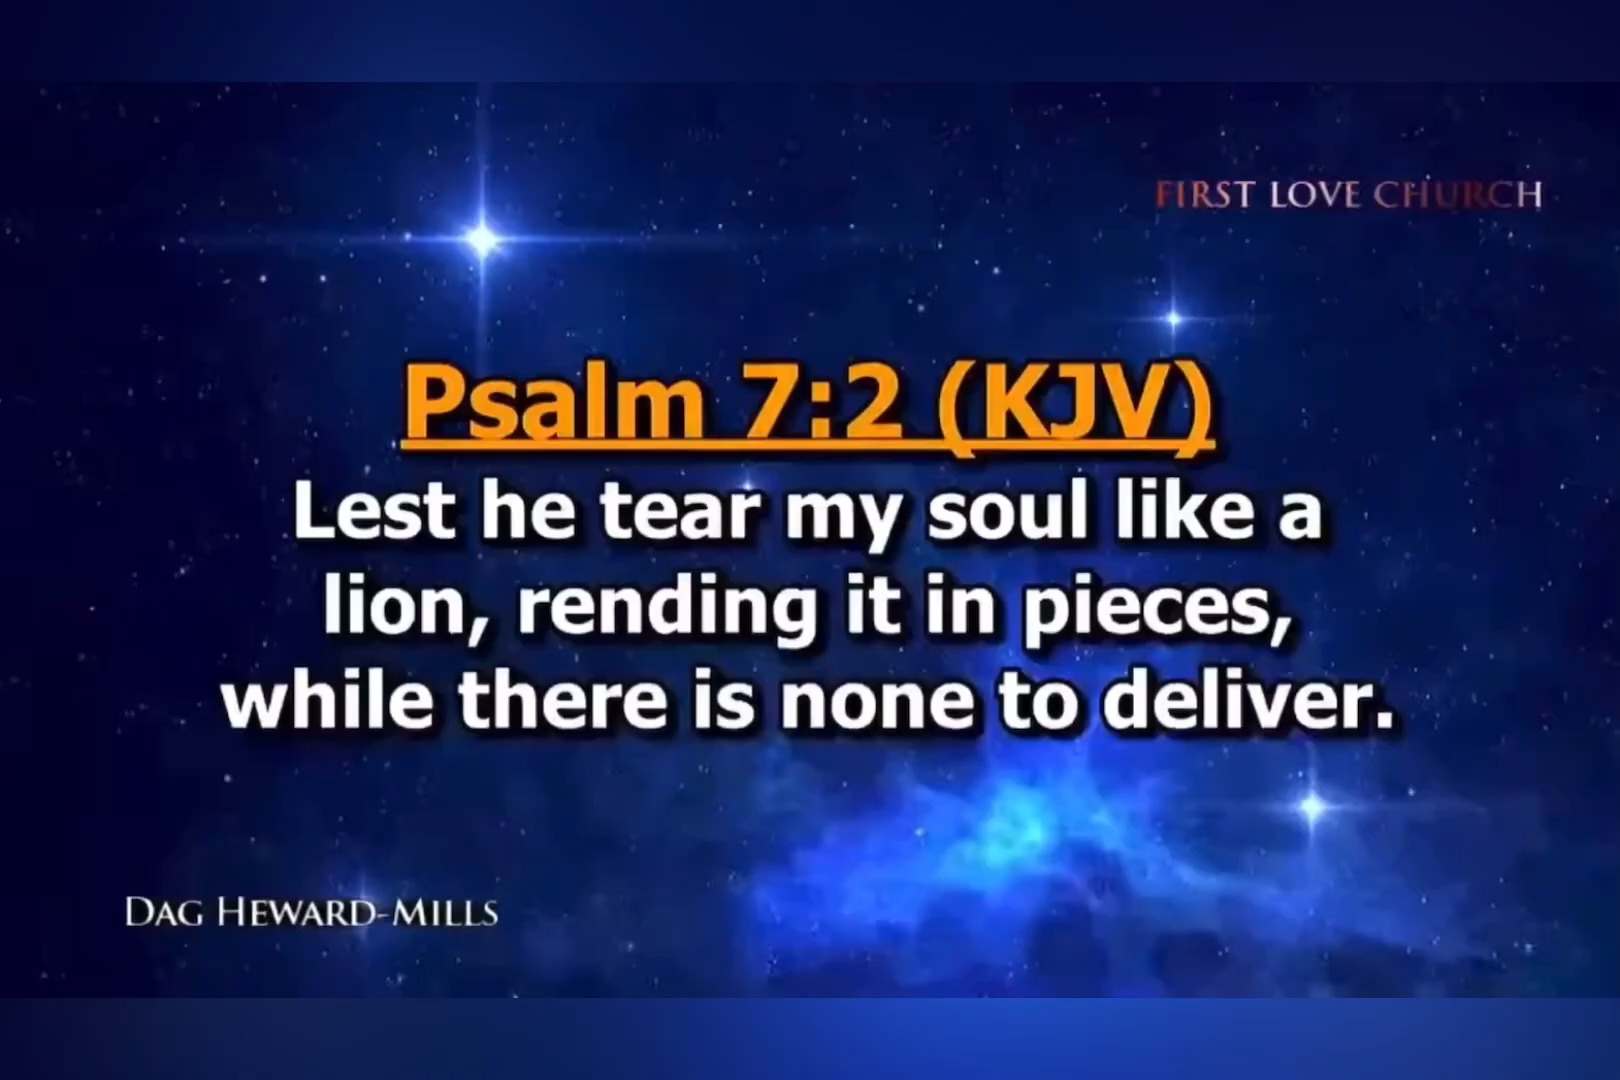 FIRST LOVE CHURCH
Psalm 7:2 (KJV)
Lest he tear my soul like a
lion, rending it in pieces,
while there is none to deliver.
DAG HEWARD-MILLS